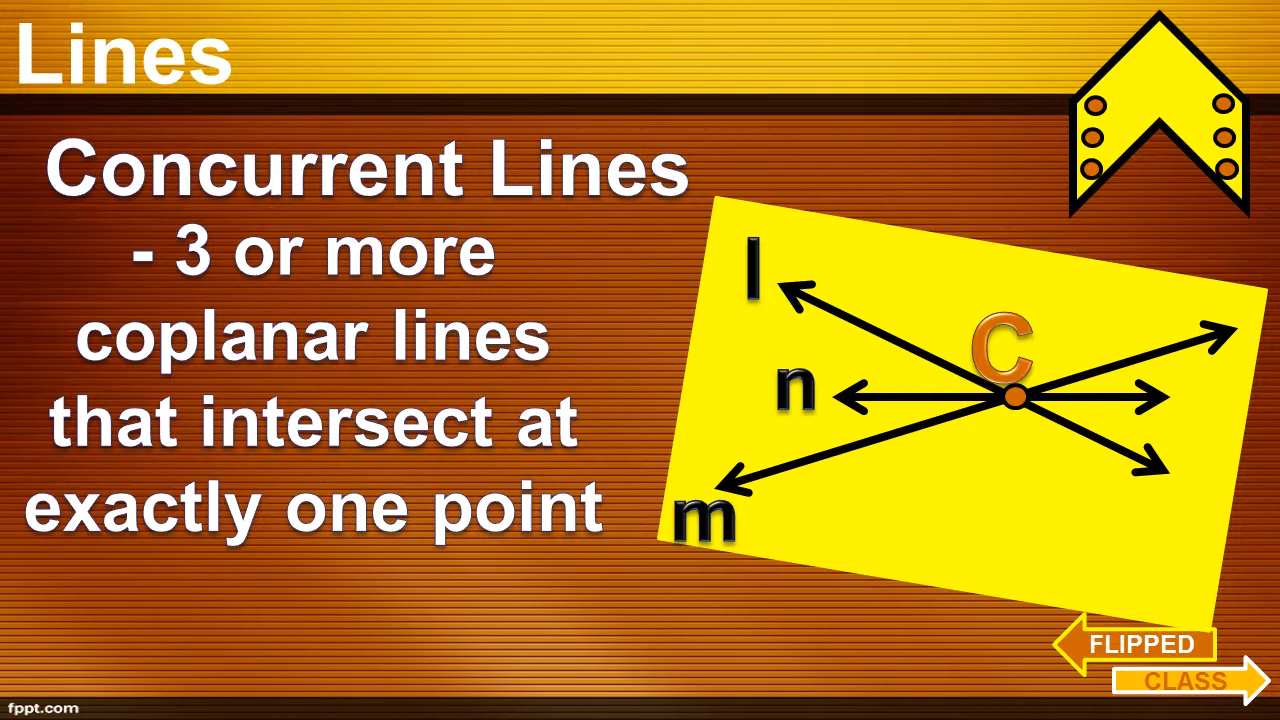 Lines
Concurrent Lines
- 3 or more
coplanar lines
that intersect at
exactly one point
l
C
n
m
FLIPPED
CLASS
fppt.com